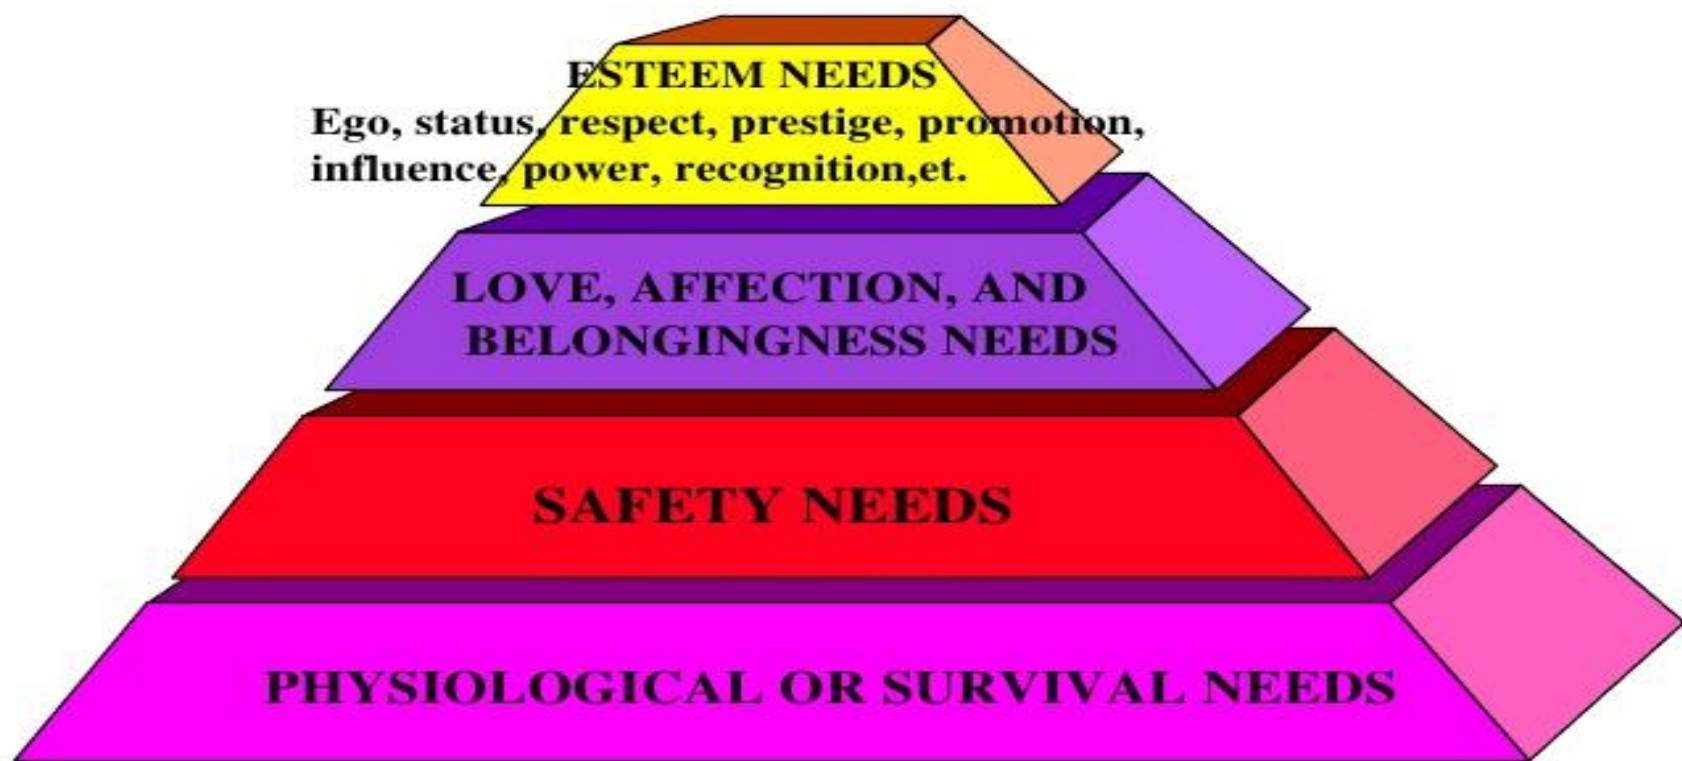 ESTEEM NEEDS
Ego, status, respect, prestige, promotion,
influence, power, recognition,et.
LOVE, AFFECTION, AND
BELONGINGNESS NEEDS
SAFETY NEEDS
PHYSIOLOGICAL OR SURVIVAL NEEDS